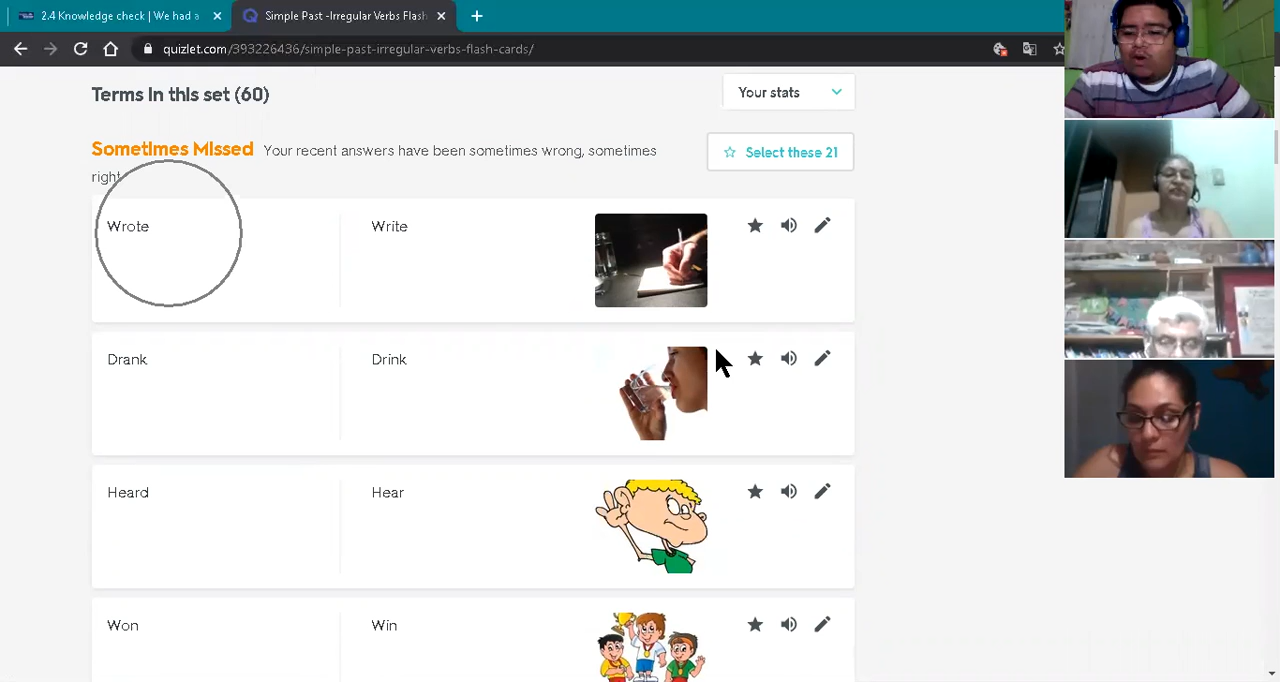 2.4 Knowledge check | We had a
Simple Past -Irregular Verbs Flash
quizlet.com/393226436/simple-past-irregular-verbs-flash-cards/
Terms in this set (60)
Your stats
Sometimes Missed Your recent answers have been sometimes wrong, sometimes
right.
Select these 21
Wrote Write
Drank Drink
Heard Hear
Won Win